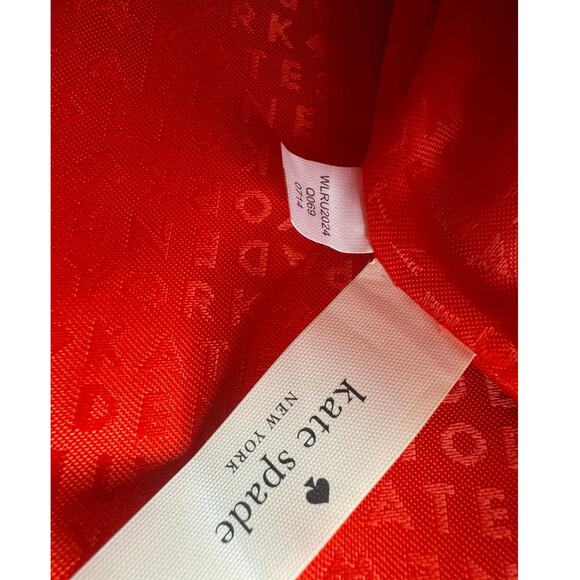 WLRU2024
Q069
0714
kate spade
NEW YORK